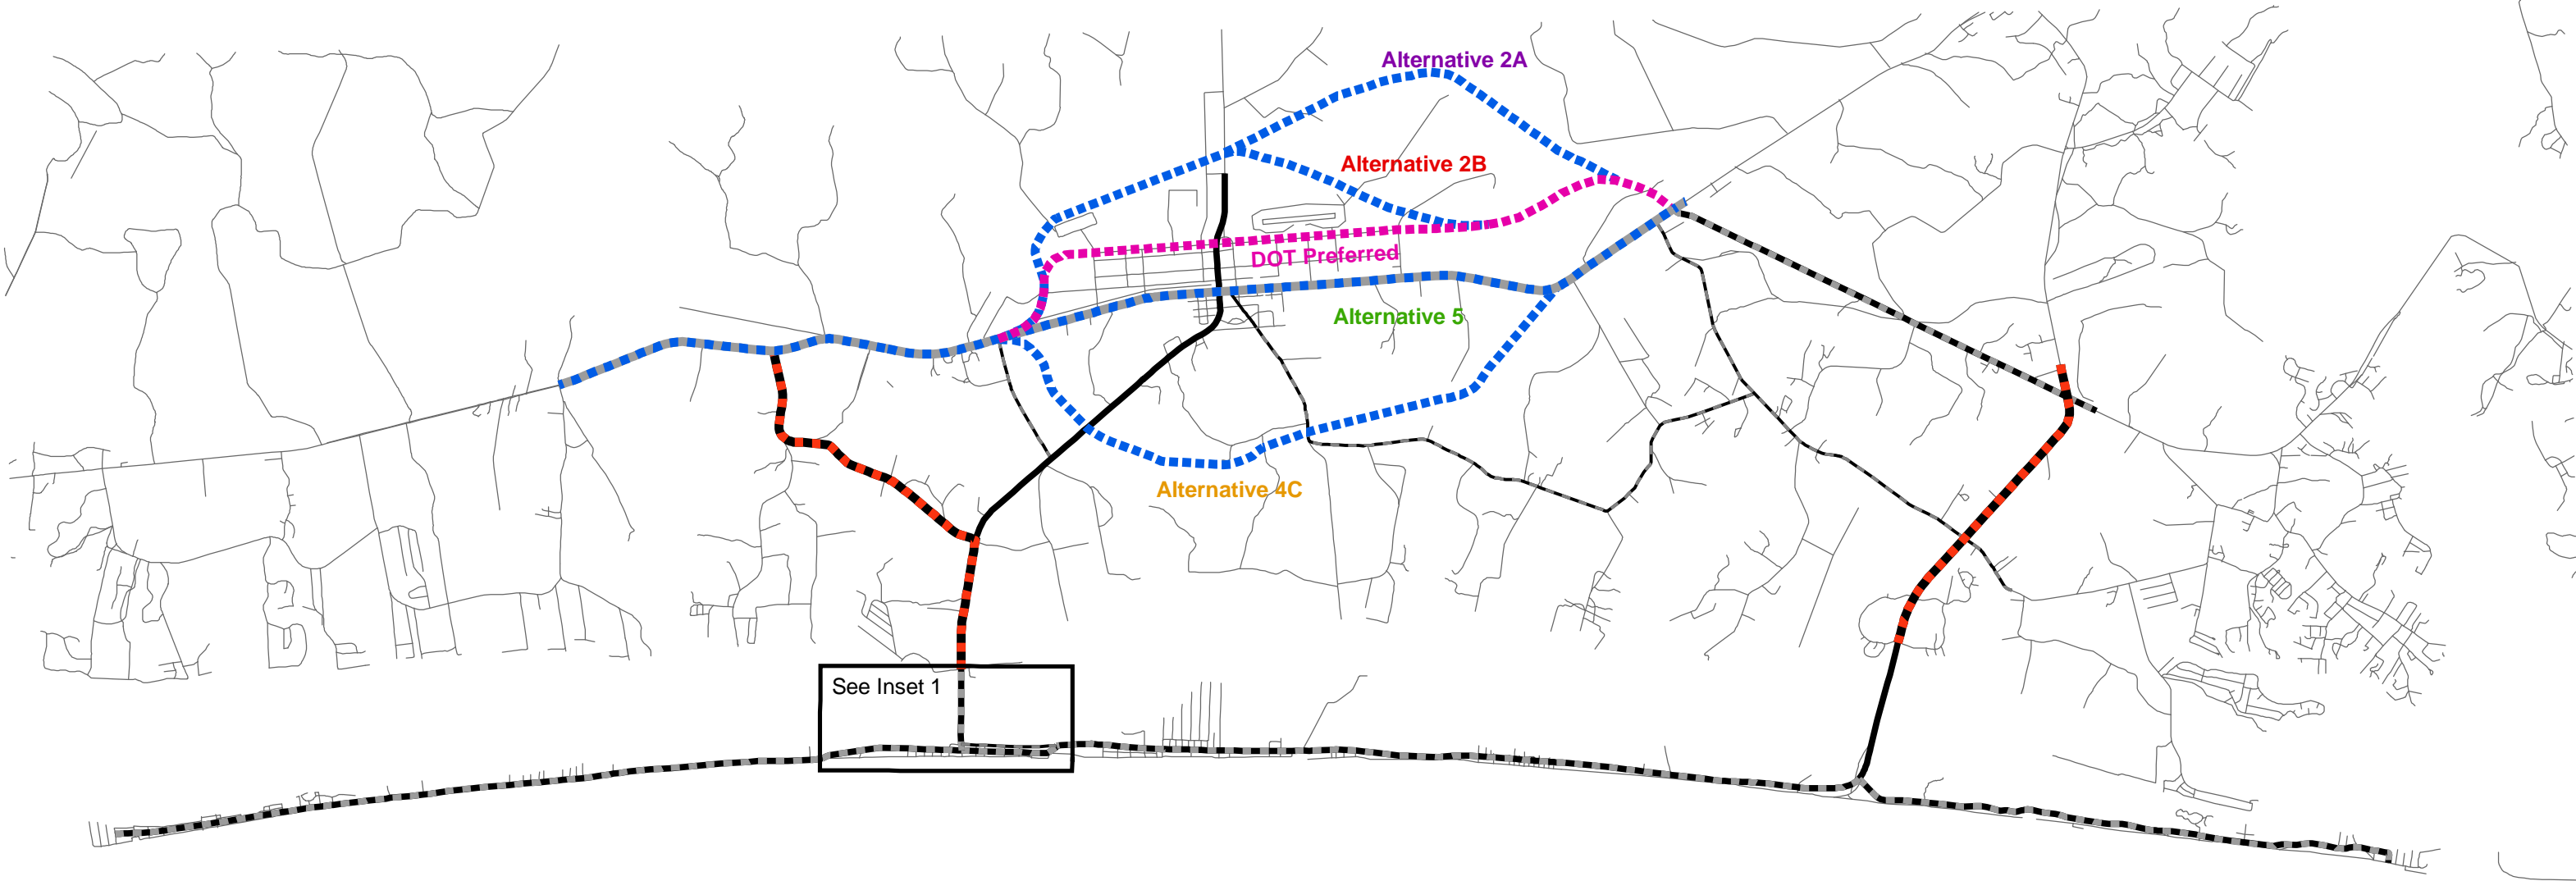 Alternative 2A
Alternative 2B
DOT Preferred
Alternative 5
Alternative 4C
See Inset 1